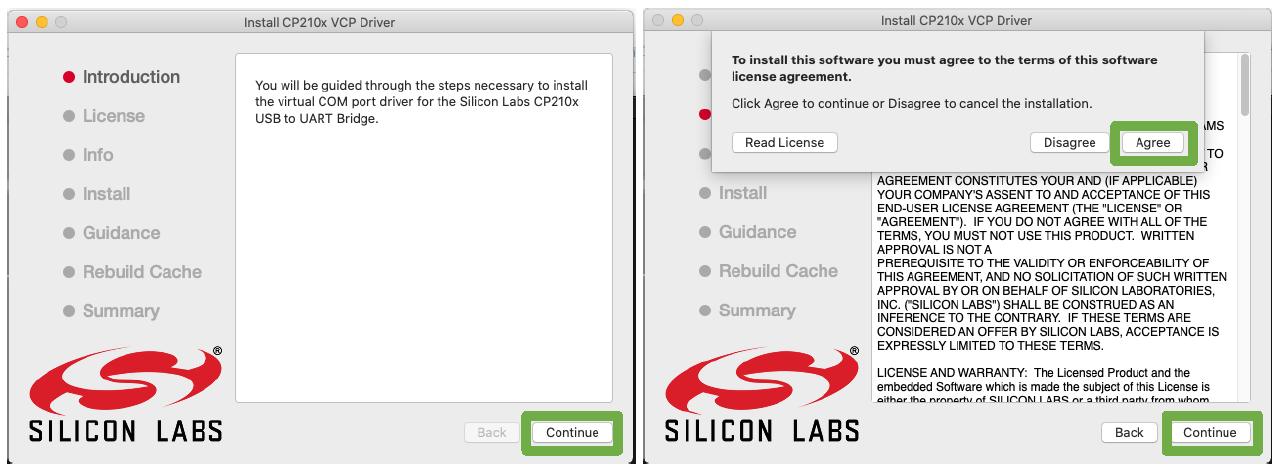 Install CP210x VCP Driver
Introduction
License
Info
Install
Guidance
Rebuild Cache
Summary
You will be guided through the steps necessary to install
the virtual COM port driver for the Silicon Labs CP210x
USB to UART Bridge.
®
SILICON LABS
Back
Continue
Install CP210x VCP Driver
To install this software you must agree to the terms of this software
license agreement.
Click Agree to continue or Disagree to cancel the installation.
Read License
Disagree
Agree
Install
Guidance
Rebuild Cache
Summary
TO
AGREEMENT CONSTITUTES YOUR AND (IF APPLICABLE)
YOUR COMPANY'S ASSENT TO AND ACCEPTANCE OF THIS
END-USER LICENSE AGREEMENT (THE "LICENSE" OR
"AGREEMENT"). IF YOU DO NOT AGREE WITH ALL OF THE
TERMS, YOU MUST NOT USE THIS PRODUCT. WRITTEN
APPROVAL IS NOT A
PREREQUISITE TO THE VALIDITY OR ENFORCEABILITY OF
THIS AGREEMENT, AND NO SOLICITATION OF SUCH WRITTEN
APPROVAL BY OR ON BEHALF OF SILICON LABORATORIES,
INC. ("SILICON LABS") SHALL BE CONSTRUED AS AN
INFERENCE TO THE CONTRARY. IF THESE TERMS ARE
CONSIDERED AN OFFER BY SILICON LABS, ACCEPTANCE IS
EXPRESSLY LIMITED TO THESE TERMS.
LICENSE AND WARRANTY: The Licensed Product and the
embedded Software which is made the subject of this License is
either the property of SILICON LABS or a third party from whom
®
SILICON LABS
Back
Continue